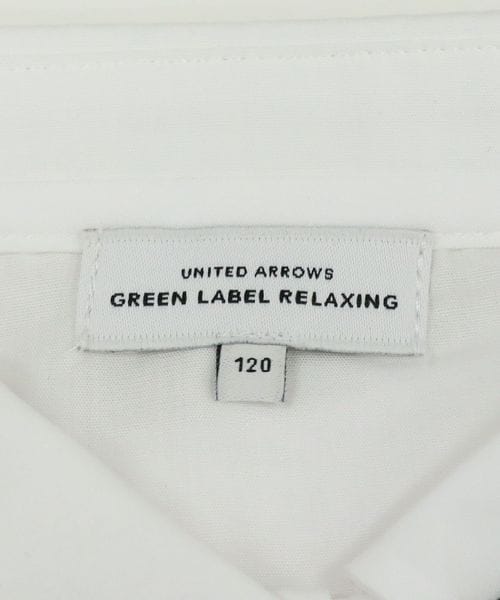 UNITED ARROWS
GREEN LABEL RELAXING
120